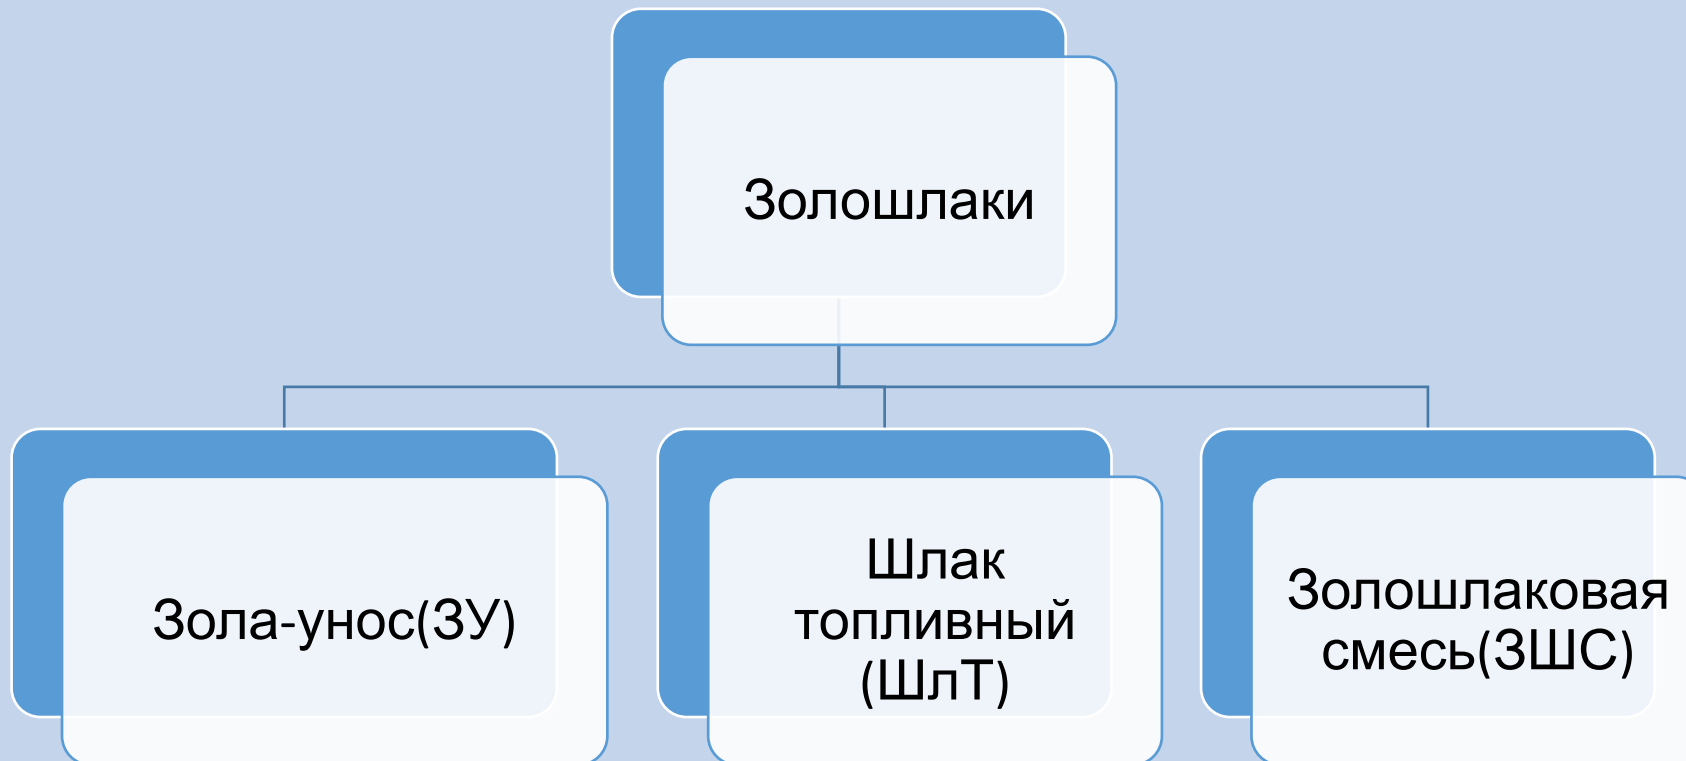 Золошлаки
Зола-унос(ЗУ)
Шлак
топливный
(ШлТ)
Золошлаковая
смесь(ЗШС)